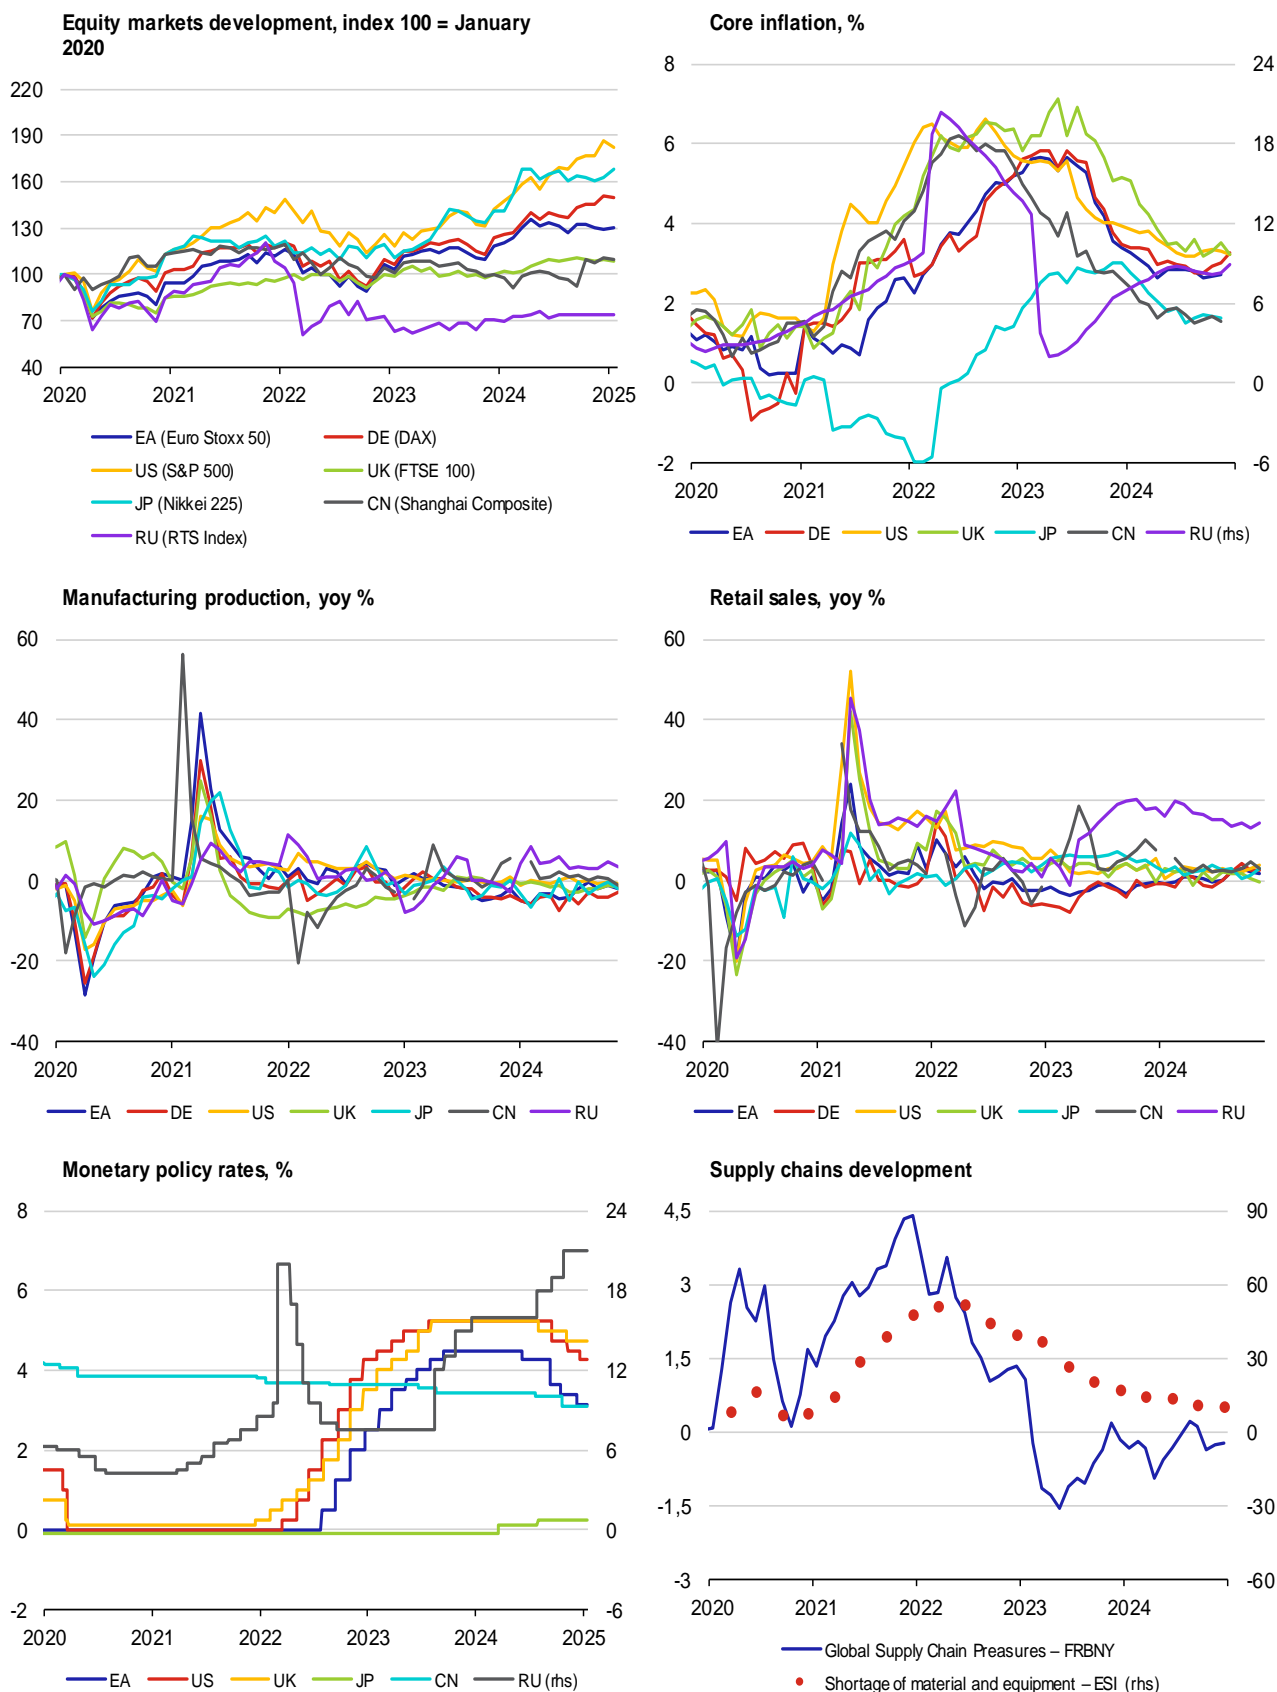 Equity markets development, index 100 = January
2020
220
190
160
130
100
70
40
2020 2021 2022 2023 2024 2025
EA (Euro Stoxx 50) DE (DAX)
US (S&P 500) UK (FTSE 100)
JP (Nikkei 225) CN (Shanghai Composite)
RU (RTS Index)
Core inflation, %
8 24
6 18
4 12
2 6
0 0
-2 -6
2020 2021 2022 2023 2024
EA DE US UK JP CN RU (rhs)
Manufacturing production, yoy %
60
40
20
0
-20
-40
2020 2021 2022 2023 2024
EA DE US UK JP CN RU
Retail sales, yoy %
60
40
20
0
-20
-40
2020 2021 2022 2023 2024
EA DE US UK JP CN RU
Monetary policy rates, %
8 24
6 18
4 12
2 6
0 0
-2 -6
2020 2021 2022 2023 2024 2025
EA US UK JP CN RU (rhs)
Supply chains development
4,5 90
3 60
1,5 30
0 0
-1,5 -30
-3 -60
2020 2021 2022 2023 2024
Global Supply Chain Preasures – FRBNY
Shortage of material and equipment – ESI (rhs)